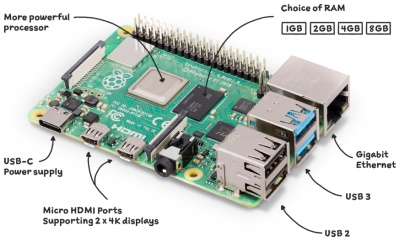 More powerful
processor
Choice of RAM
1GB 2GB 4GB 8GB
HDMI
USB-C
Power supply
Micro HDMI Ports
Supporting 2 x 4K displays
Gigabit
Ethernet
USB 3
USB 2